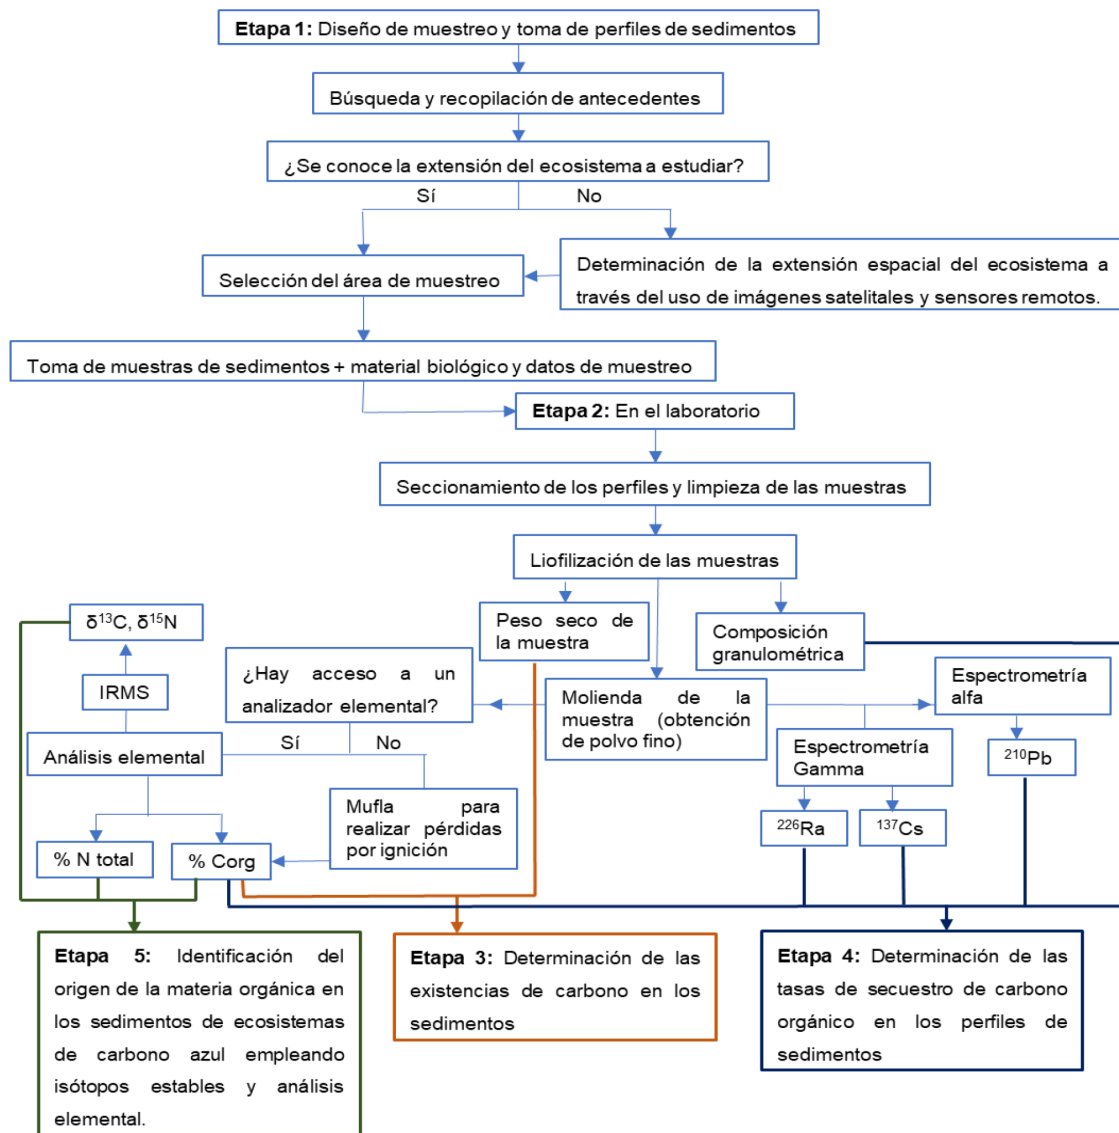 Etapa 1: Diseño de muestreo y toma de perfiles de sedimentos
Búsqueda y recopilación de antecedentes
¿Se conoce la extensión del ecosistema a estudiar?
Sí
No
Selección del área de muestreo
Determinación de la extensión espacial del ecosistema a
través del uso de imágenes satelitales y sensores remotos.
Toma de muestras de sedimentos + material biológico y datos de muestreo
Etapa 2: En el laboratorio
Seccionamiento de los perfiles y limpieza de las muestras
Liofilización de las muestras
δ¹³C, δ¹⁵N
Peso seco de
la muestra
Composición
granulométrica
¿Hay acceso a un
analizador elemental?
IRMS
Molienda de la
muestra (obtención
de polvo fino)
Espectrometría
alfa
Sí
No
Análisis elemental
Espectrometría
Gamma
²¹⁰Pb
Mufla para
realizar pérdidas
por ignición
²²⁶Ra
¹³⁷Cs
% N total
% Corg
Etapa 5: Identificación del
origen de la materia orgánica en
los sedimentos de ecosistemas
de carbono azul empleando
isótopos estables y análisis
elemental.
Etapa 3: Determinación de las
existencias de carbono en los
sedimentos
Etapa 4: Determinación de las
tasas de secuestro de carbono
orgánico en los perfiles de
sedimentos